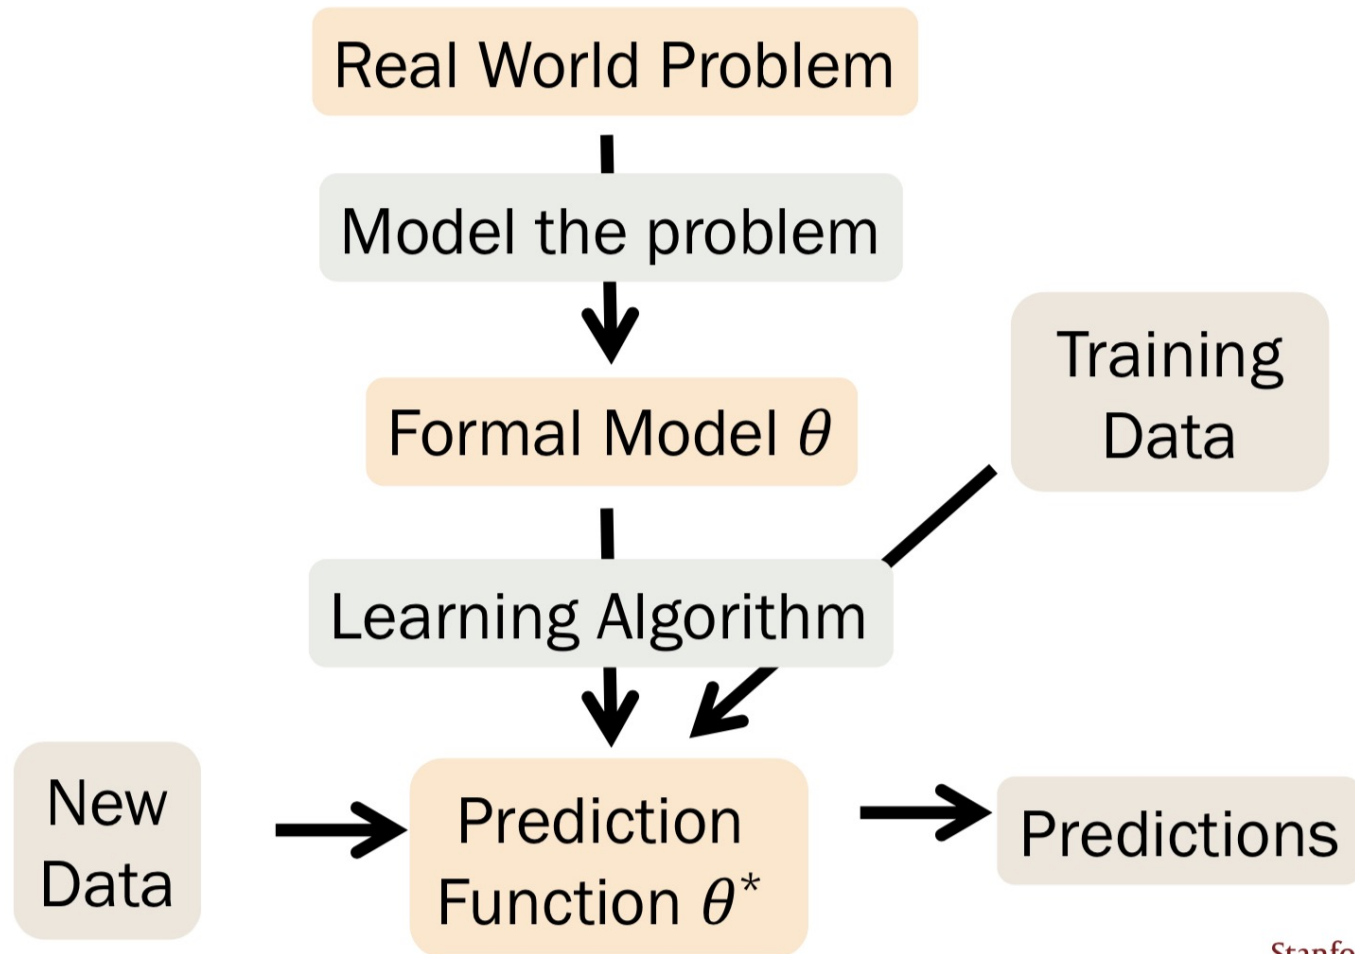 Real World Problem
Model the problem
Training
Data
Formal Model θ
Learning Algorithm
New
Data
Prediction
Function θ*
Predictions